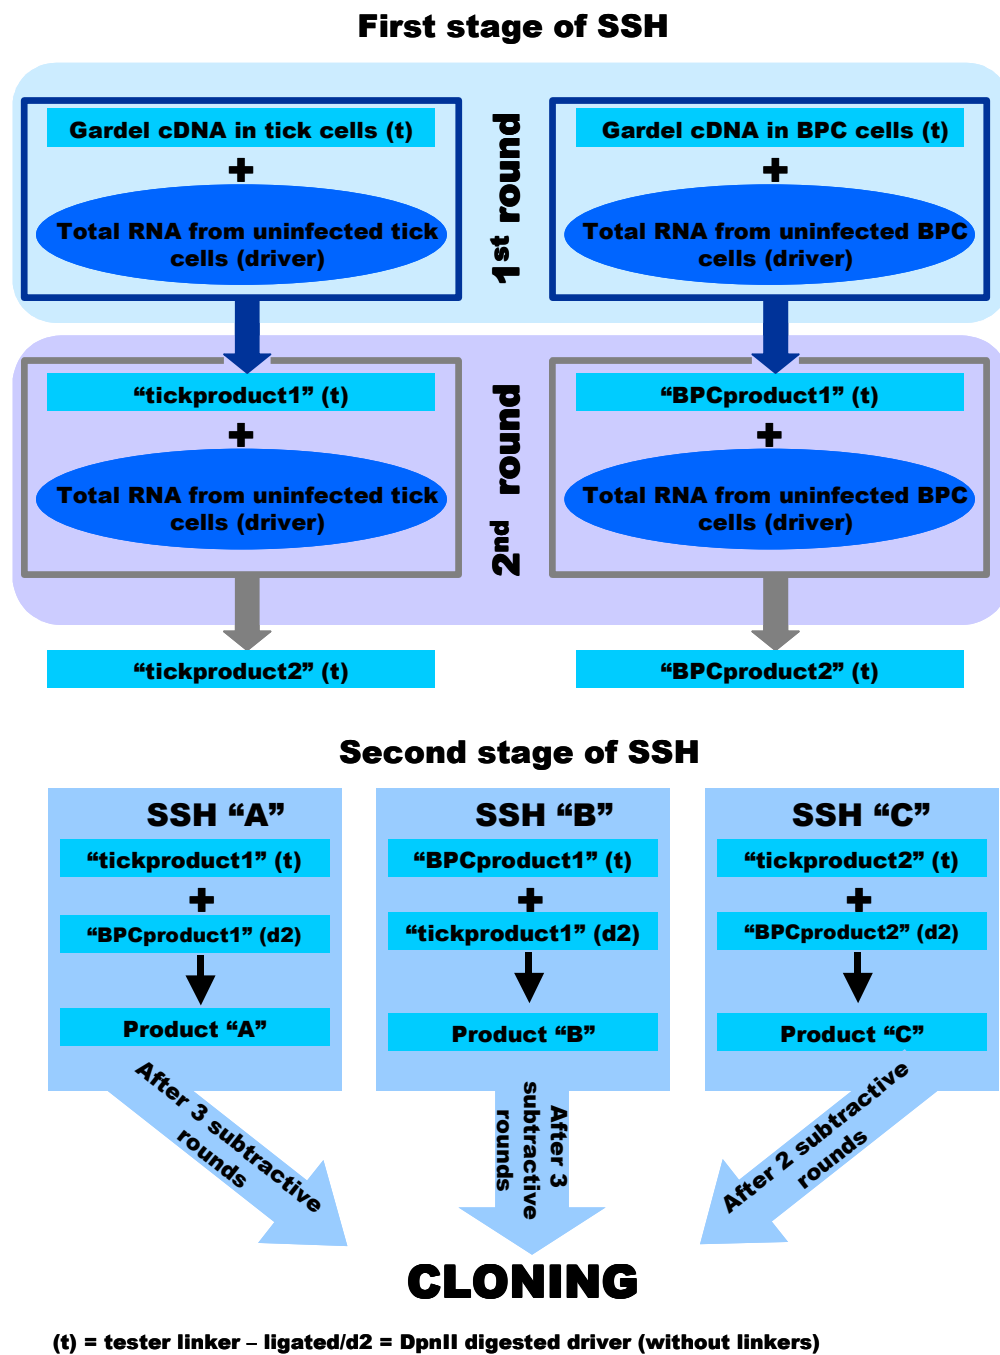 First stage of SSH
Gardel cDNA in tick cells (t)
+
Total RNA from uninfected tick
cells (driver)
1st round
Gardel cDNA in BPC cells (t)
+
Total RNA from uninfected BPC
cells (driver)
“tickproduct1” (t)
+
Total RNA from uninfected tick
cells (driver)
2nd round
“BPCproduct1” (t)
+
Total RNA from uninfected BPC
cells (driver)
“tickproduct2” (t)
“BPCproduct2” (t)
Second stage of SSH
SSH “A”
“tickproduct1” (t)
+
“BPCproduct1” (d2)
Product “A”
After 3 subtractive
rounds
SSH “B”
“BPCproduct1” (t)
+
“tickproduct1” (d2)
Product “B”
After 3
subtractive
rounds
SSH “C”
“tickproduct2” (t)
+
“BPCproduct2” (d2)
Product “C”
After 2 subtractive
rounds
CLONING
(t) = tester linker – ligated/d2 = DpnII digested driver (without linkers)